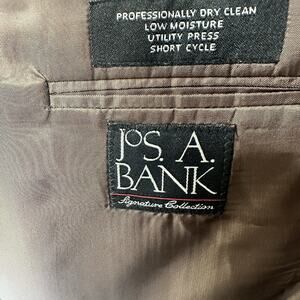 PROFESSIONALLY DRY CLEAN
LOW MOISTURE
UTILITY PRESS
SHORT CYCLE
JOS. A.
BANK
Signature Collection